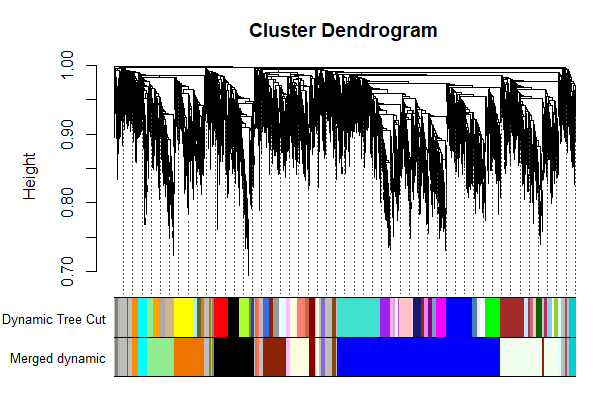 Cluster Dendrogram
Height
1.00
0.90
0.80
0.70
Dynamic Tree Cut
Merged dynamic